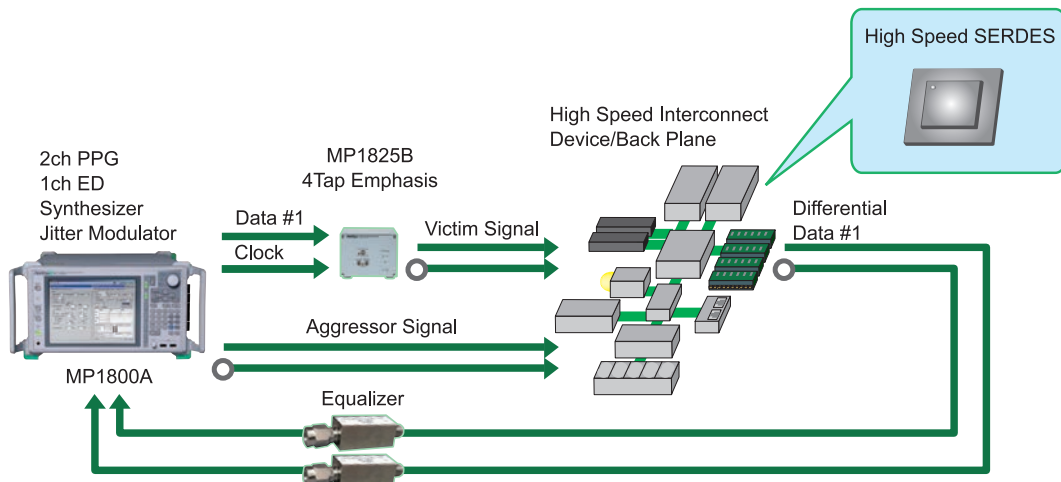 High Speed SERDES
High Speed Interconnect
Device/Back Plane
2ch PPG
1ch ED
Synthesizer
Jitter Modulator
MP1825B
4Tap Emphasis
Data #1
Clock
Victim Signal
Differential
Data #1
Aggressor Signal
MP1800A
Equalizer